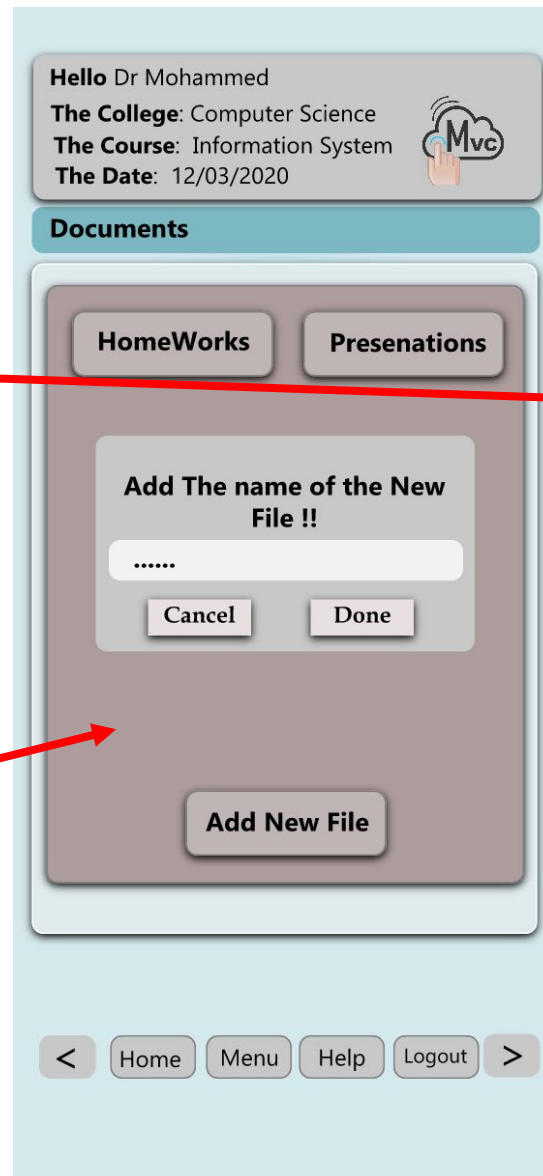 Hello Dr Mohammed
The College: Computer Science
The Course: Information System
The Date: 12/03/2020
Mvc
Documents
HomeWorks
Presenations
Add The name of the New
File !!
......
Cancel
Done
Add New File
<
Home
Menu
Help
Logout
>